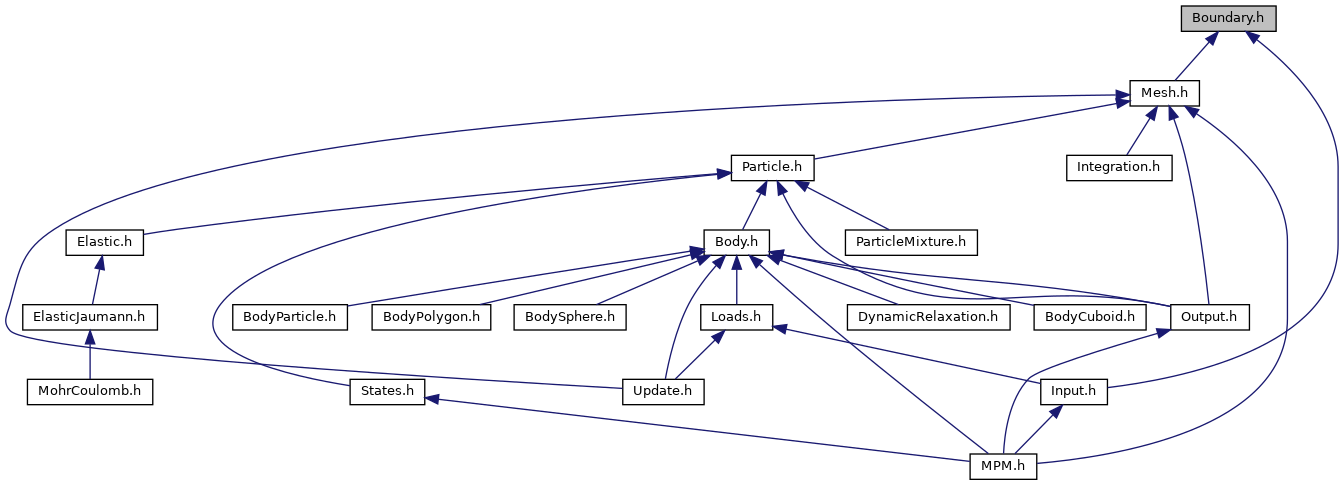 Boundary.h
Mesh.h
Particle.h
Integration.h
Elastic.h
Body.h
ParticleMixture.h
ElasticJaumann.h
BodyParticle.h
BodyPolygon.h
BodySphere.h
Loads.h
DynamicRelaxation.h
BodyCuboid.h
Output.h
MohrCoulomb.h
States.h
Update.h
Input.h
MPM.h